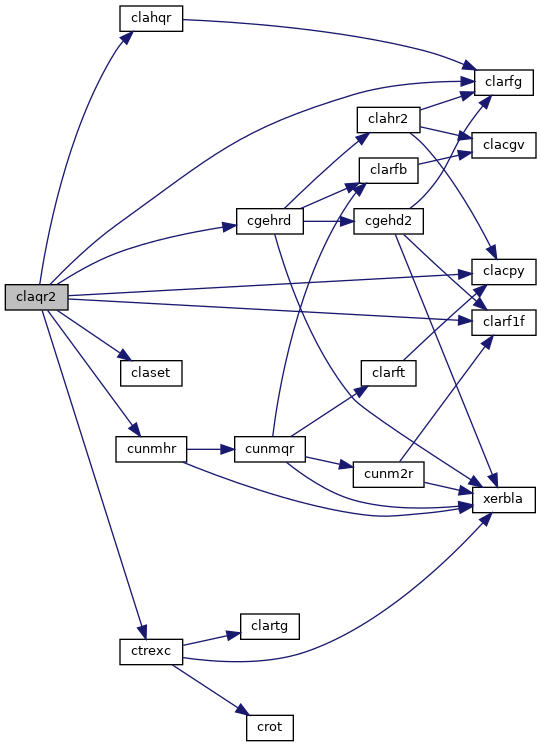 clahqr
clarfg
clahr2
clacgv
clarfb
cgehrd
cgehd2
clacpy
claqr2
clarf1f
claset
clarft
cunmhr
cunmqr
cunm2r
xerbla
clartg
ctrexc
crot